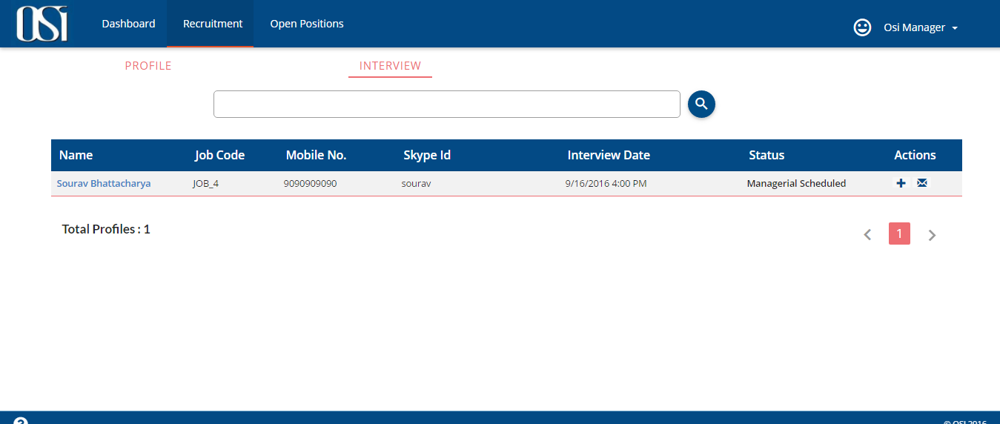 OSI Dashboard Recruitment Open Positions Osi Manager
PROFILE INTERVIEW
Name Job Code Mobile No. Skype Id Interview Date Status Actions
Sourav Bhattacharya JOB_4 9090909090 sourav 9/16/2016 4:00 PM Managerial Scheduled
Total Profiles : 1
1
? © OSI 2016